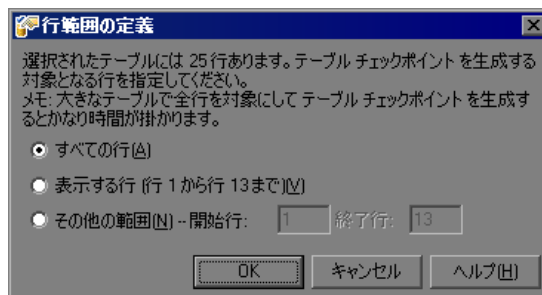 行範囲の定義
選択されたテーブルには 25行あります。テーブル チェックポイント を生成する
対象となる行を指定してください。
メモ: 大きなテーブルで全行を対象にして テーブル チェックポイント を生成す
るとかなり時間が掛かります。
すべての行(A)
表示する行 (行 1 から行 13 まで)(V)
その他の範囲(N) -- 開始行: 1 終了行: 13
OK キャンセル ヘルプ(H)